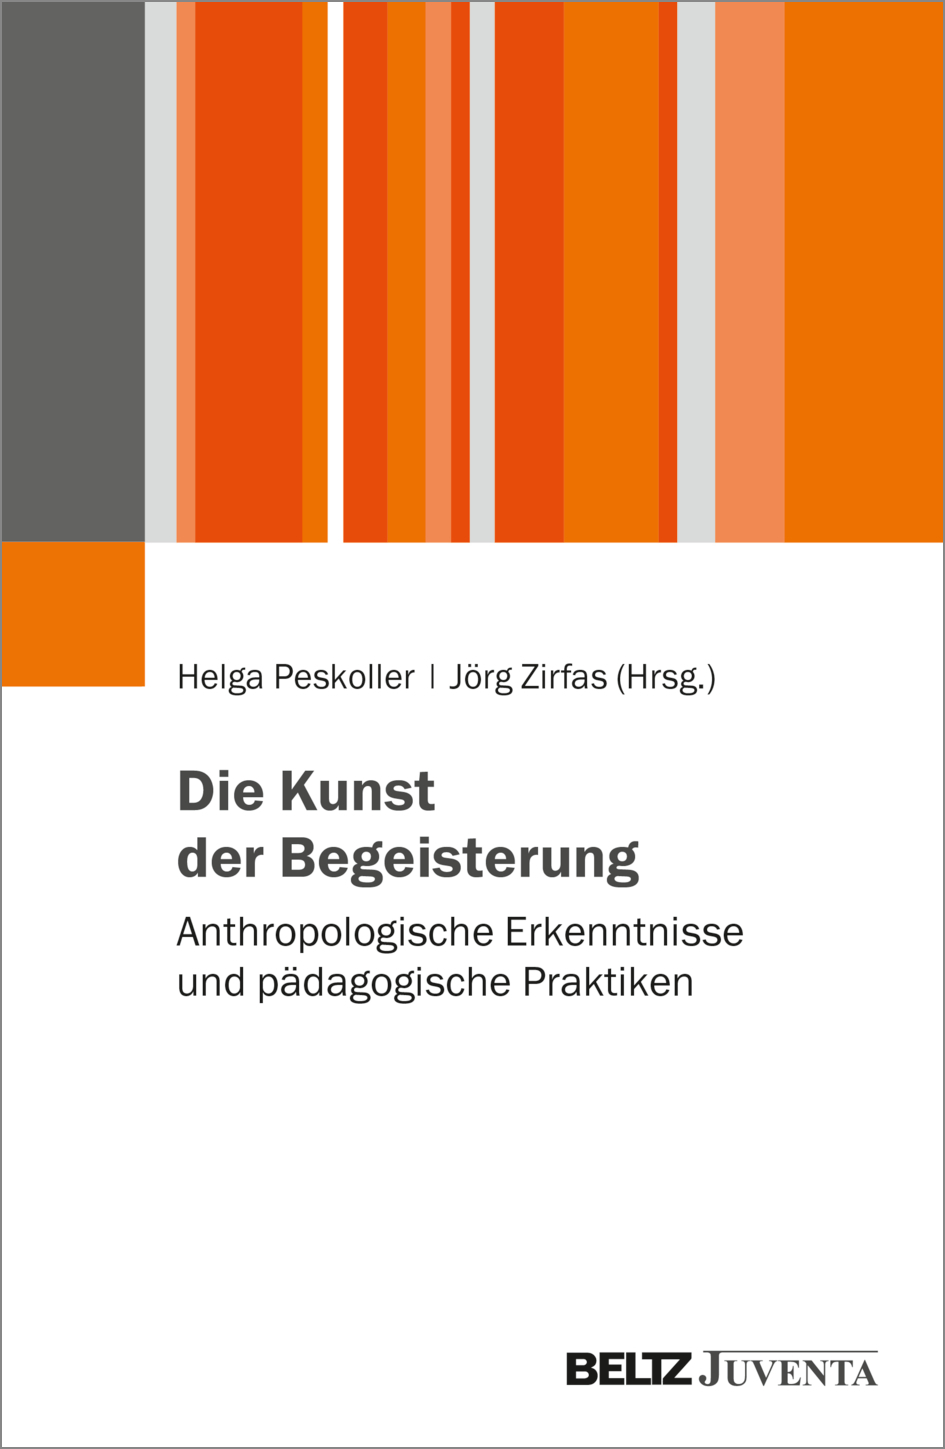 Helga Peskoller | Jörg Zirfas (Hrsg.)
Die Kunst
der Begeisterung
Anthropologische Erkenntnisse
und pädagogische Praktiken
BELTZ JUVENTA